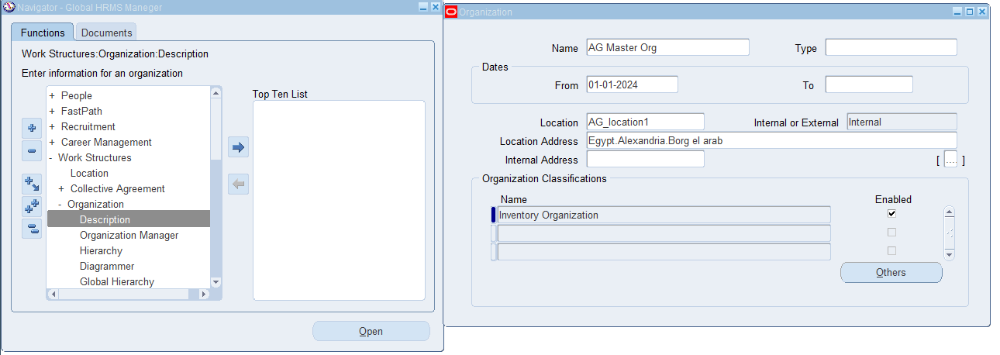 Navigator - Global HRMS Maneger
Functions
Documents
Work Structures:Organization:Description
Enter information for an organization
+ People
+ FastPath
+ Recruitment
+ Career Management
- Work Structures
Location
+ Collective Agreement
- Organization
Description
Organization Manager
Hierarchy
Diagrammer
Global Hierarchy
Top Ten List
Open
Organization
Name AG Master Org Type
Dates
From 01-01-2024 To
Location AG_location1 Internal or External Internal
Location Address Egypt.Alexandria.Borg el arab
Internal Address [ .... ]
Organization Classifications
Name Enabled
Inventory Organization
Others